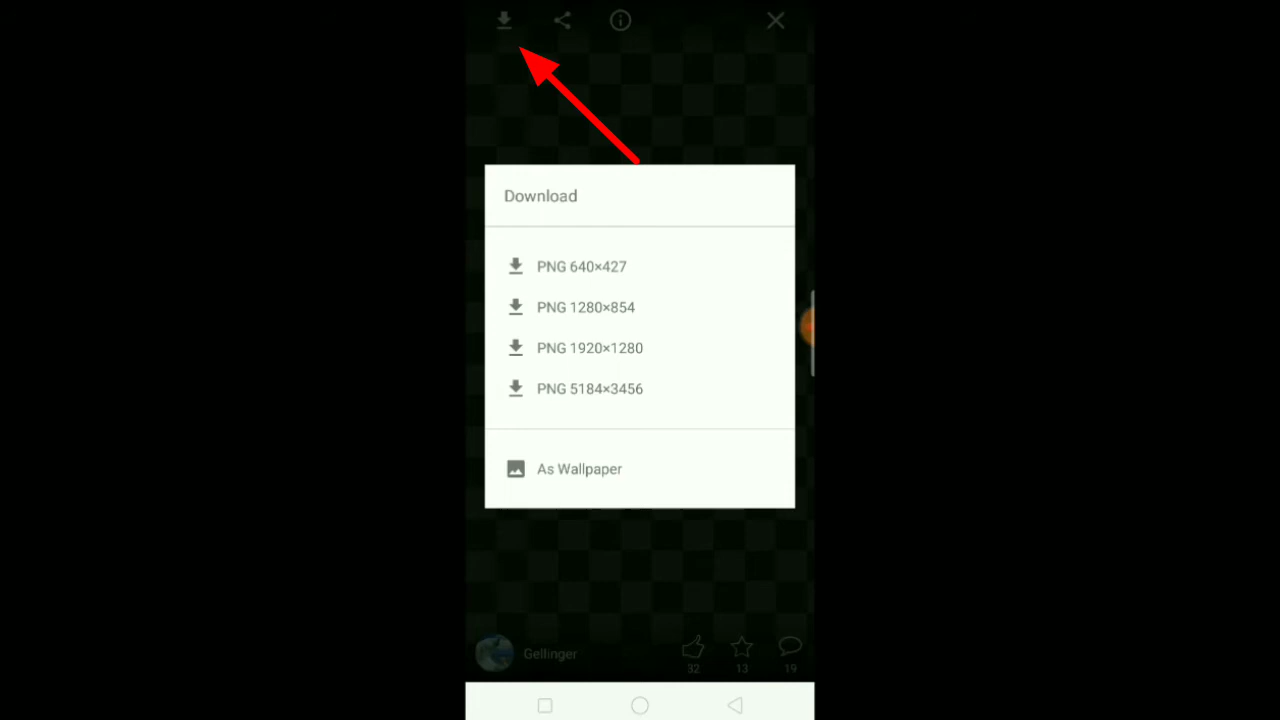 Download
PNG 640×427
PNG 1280×854
PNG 1920×1280
PNG 5184×3456
As Wallpaper
Gellinger
32 13 19